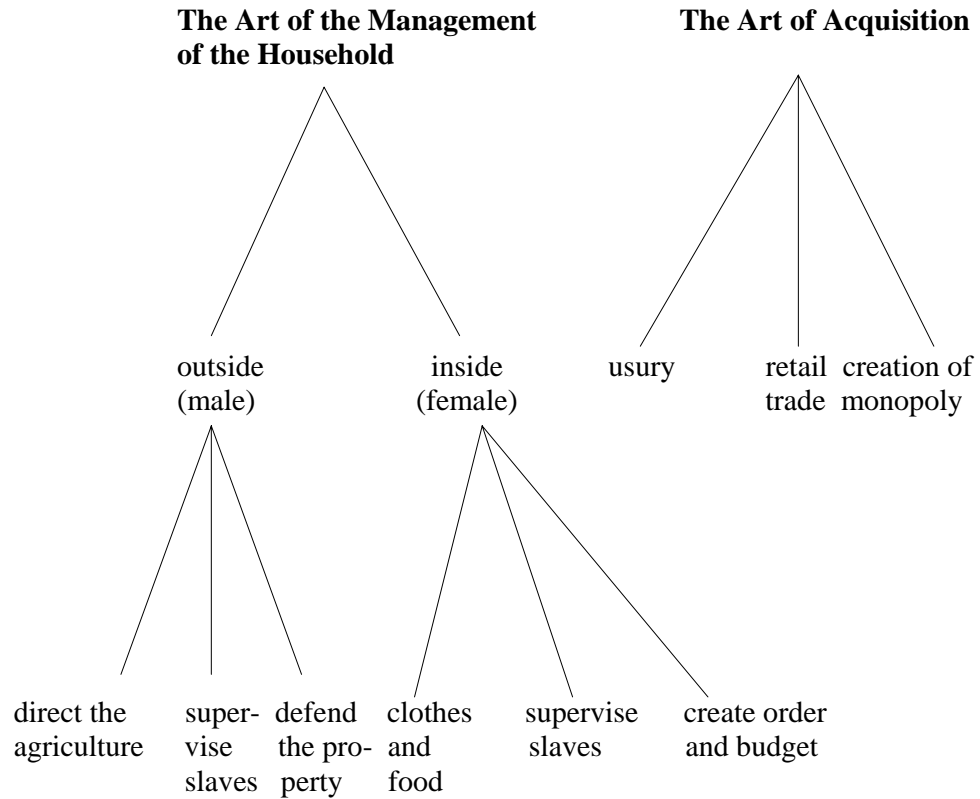 The Art of the Management
of the Household
The Art of Acquisition
outside
(male)
inside
(female)
usury
retail
trade
creation of
monopoly
direct the
agriculture
super-
vise
slaves
defend
the pro-
perty
clothes
and
food
supervise
slaves
create order
and budget